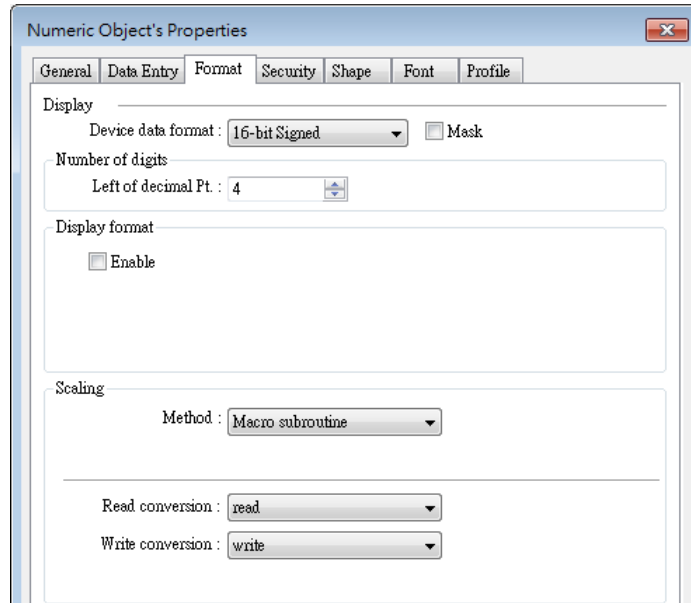 Numeric Object's Properties
General Data Entry Format Security Shape Font Profile
Display
Device data format : 16-bit Signed Mask
Number of digits
Left of decimal Pt. : 4
Display format
Enable
Scaling
Method : Macro subroutine
Read conversion : read
Write conversion : write